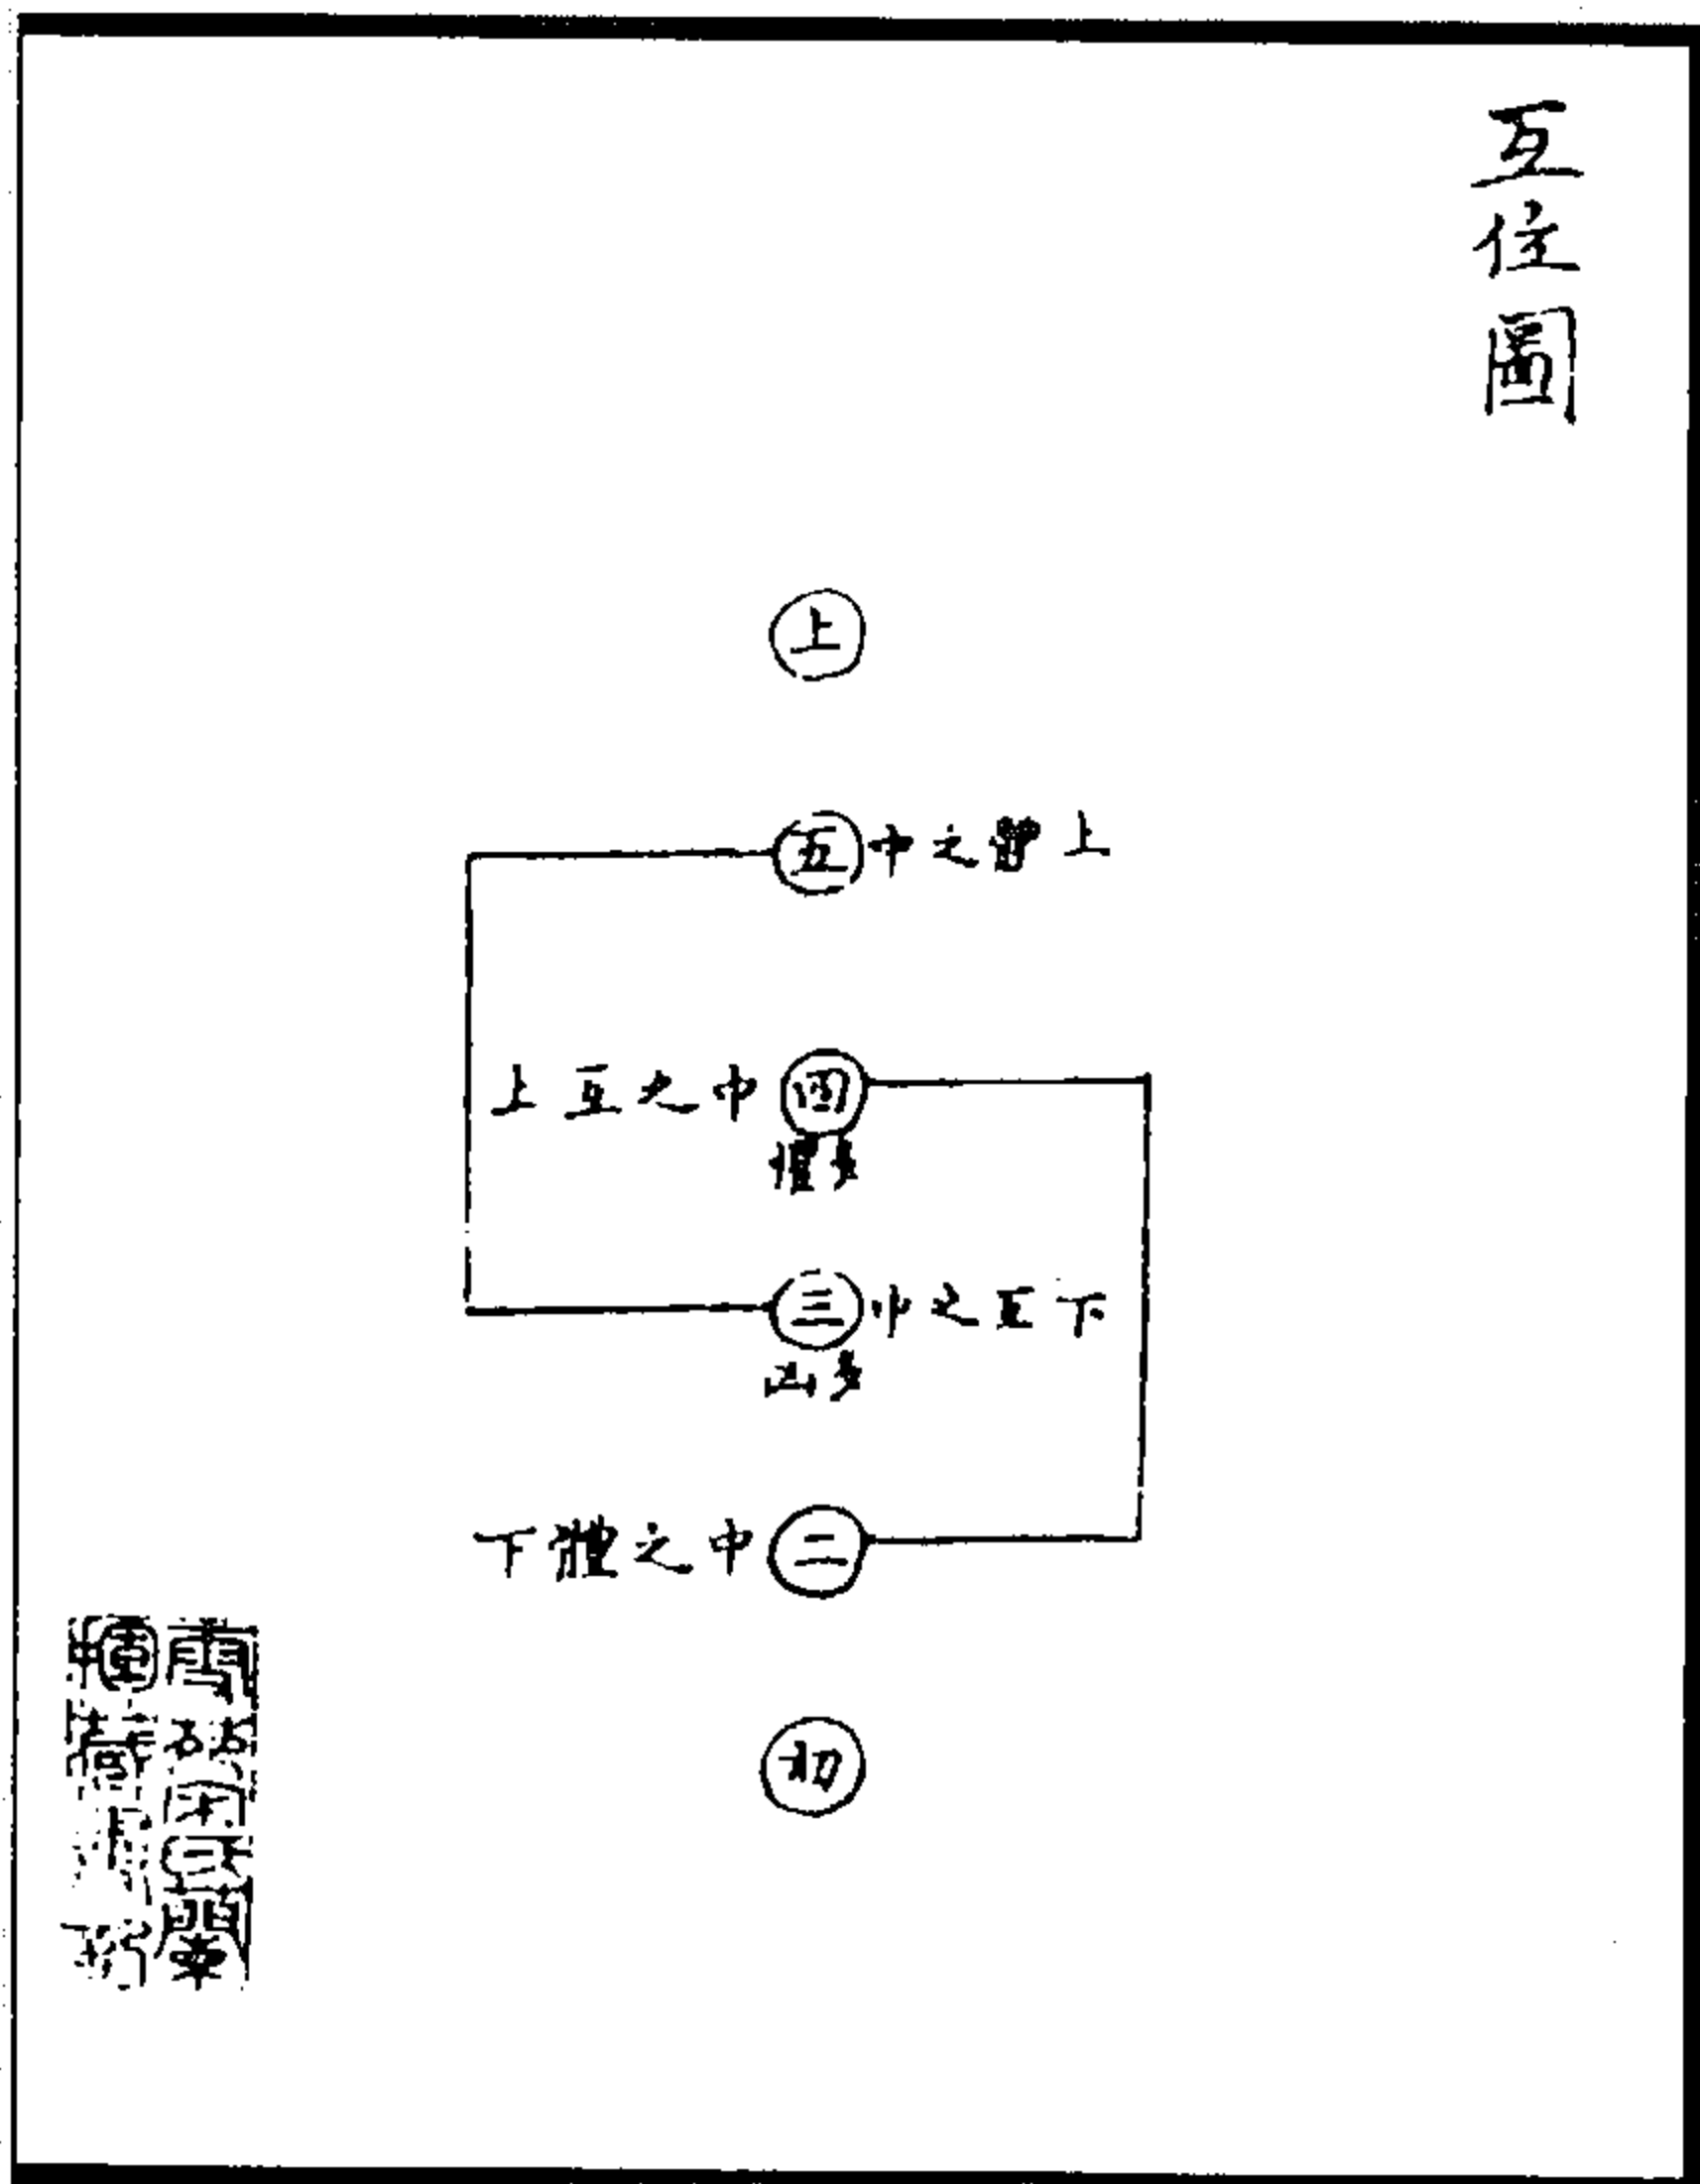 互位圖
上
五
上體之中
上互之中
四
多懼
三
下互之中
多凶
下體之中
二
初